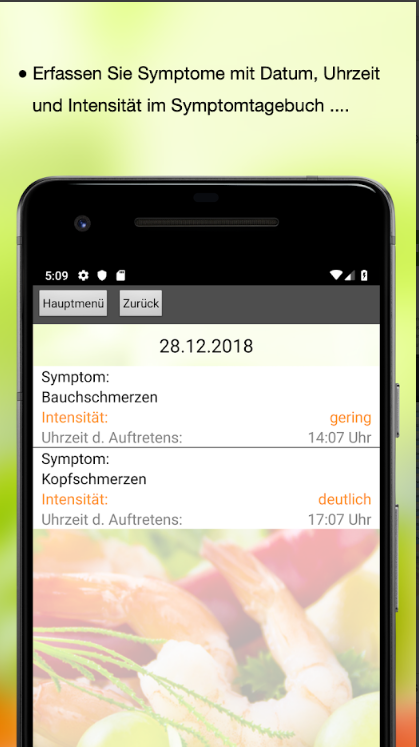 ● Erfassen Sie Symptome mit Datum, Uhrzeit
und Intensität im Symptomtagebuch ....
5:09
Hauptmenü Zurück
28.12.2018
Symptom:
Bauchschmerzen
Intensität: gering
Uhrzeit d. Auftretens: 14:07 Uhr
Symptom:
Kopfschmerzen
Intensität: deutlich
Uhrzeit d. Auftretens: 17:07 Uhr